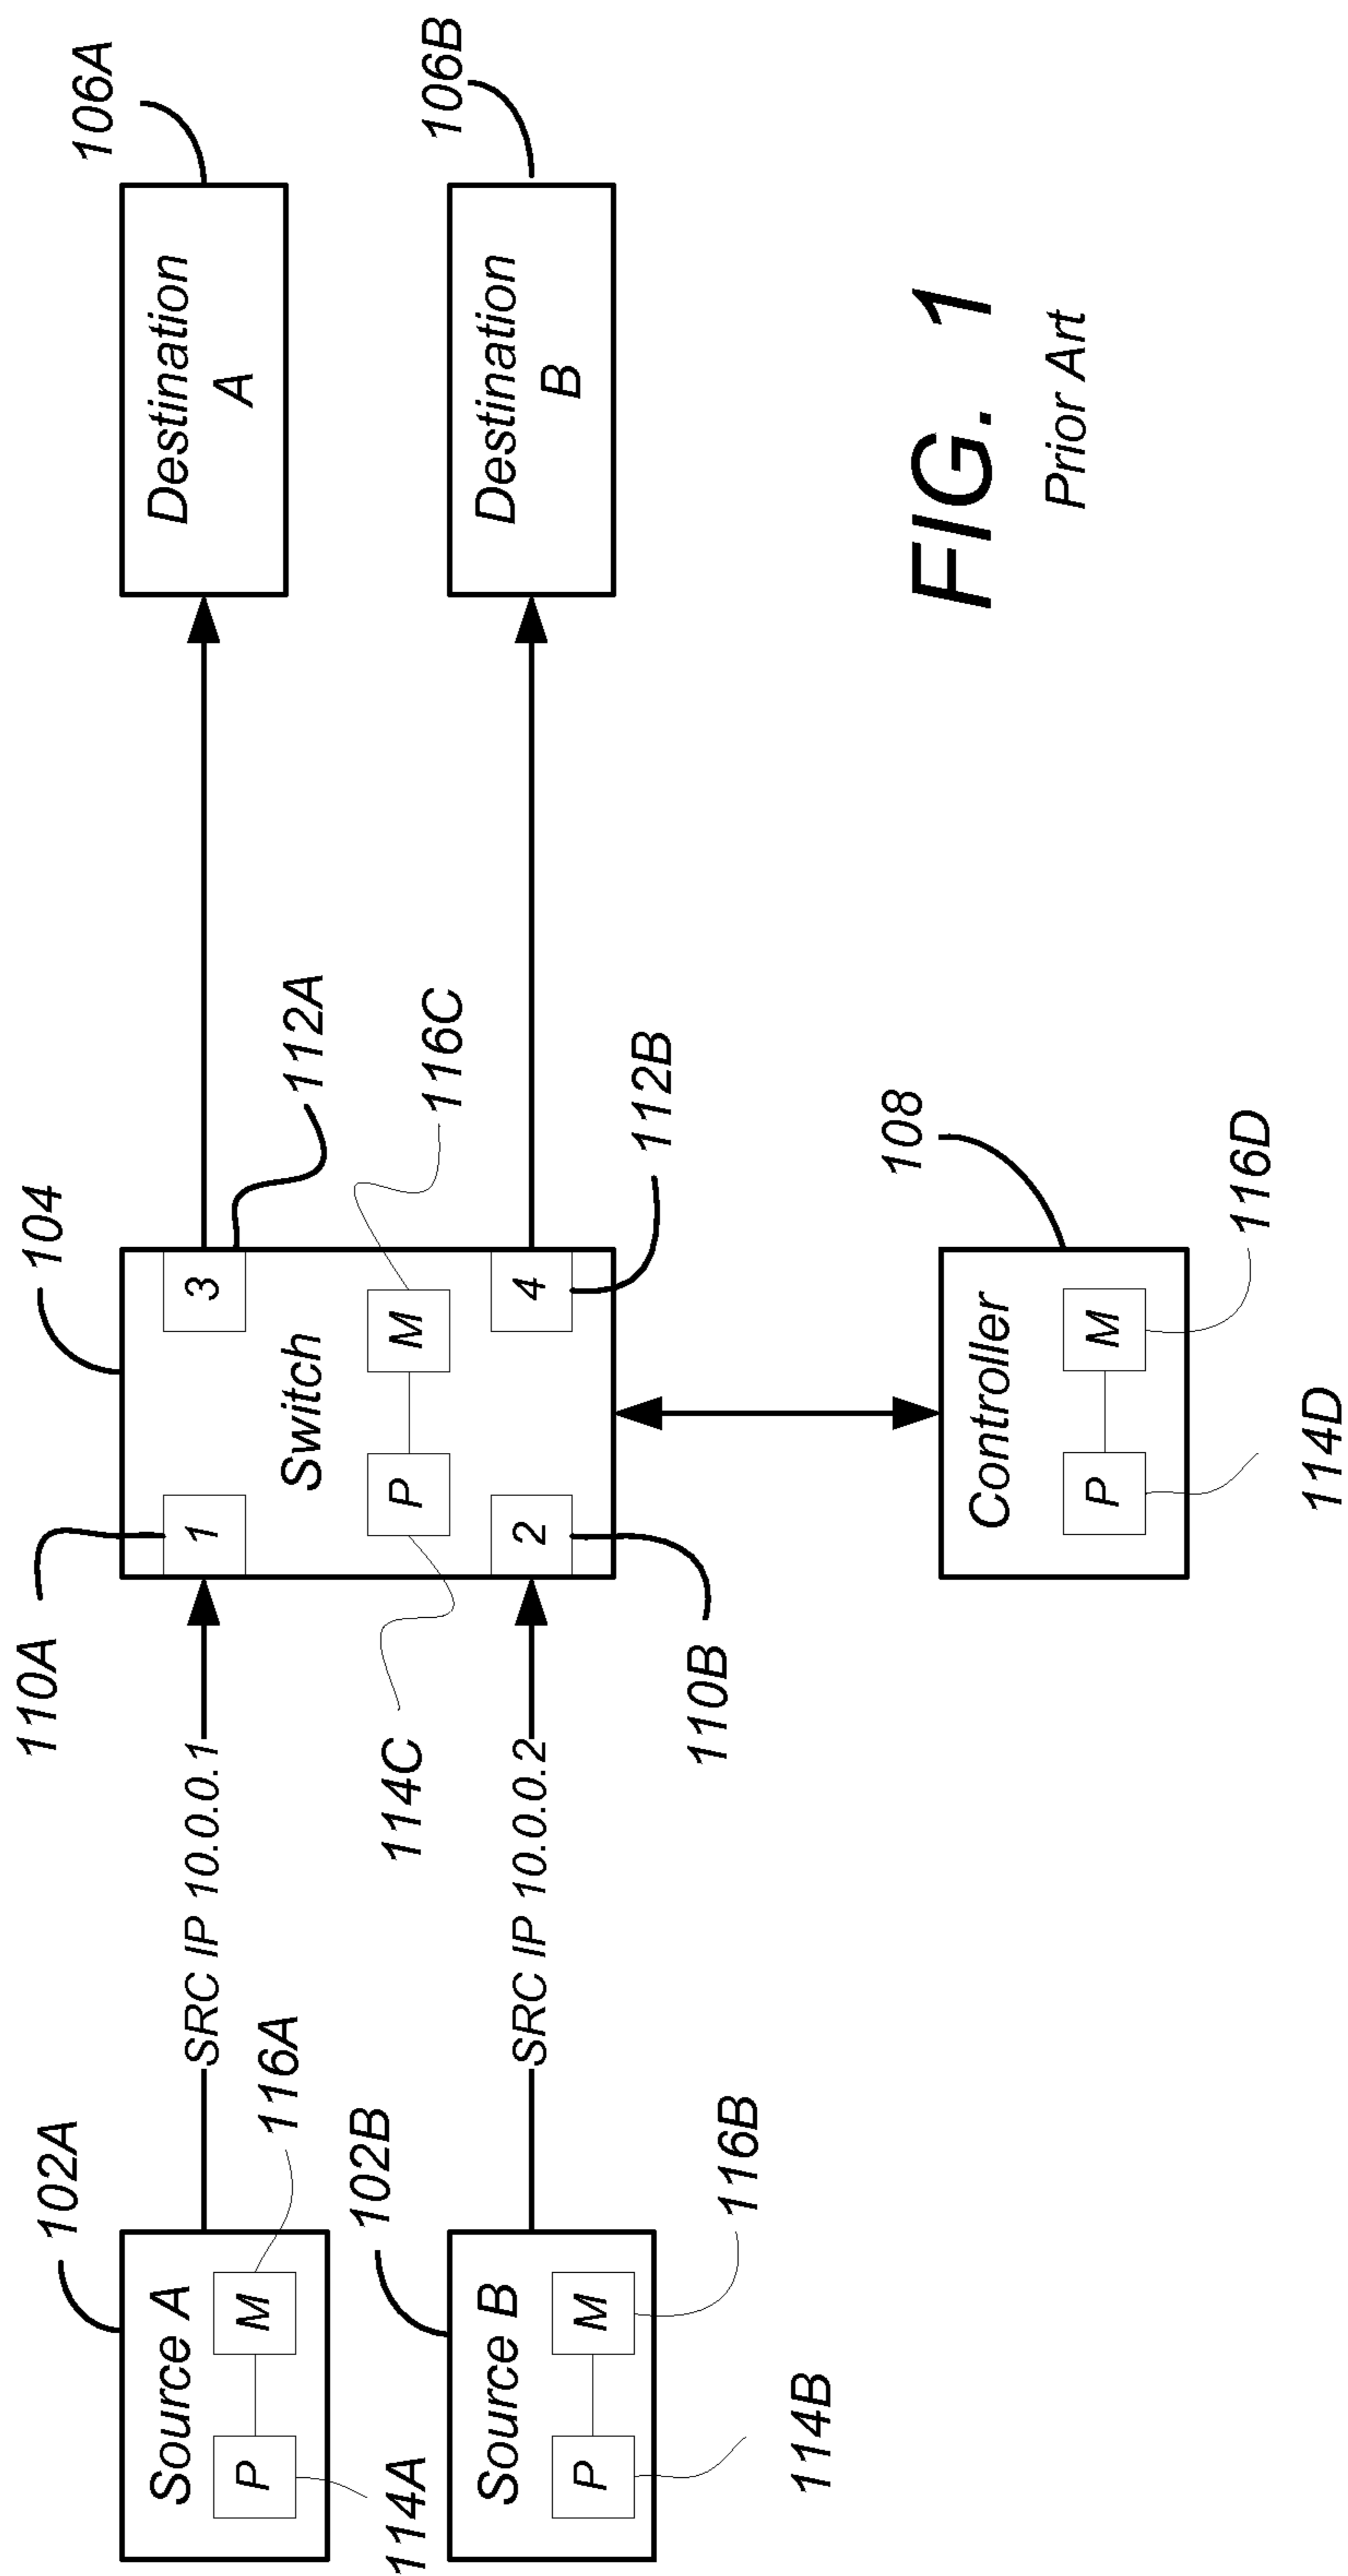 102A
Source A
P
M
114A
116A
SRC IP 10.0.0.1
102B
Source B
P
M
114B
116B
SRC IP 10.0.0.2
104
110A
1
3
112A
Switch
P
M
114C
116C
2
4
110B
112B
Destination
A
106A
Destination
B
106B
108
Controller
P
M
114D
116D
FIG. 1
Prior Art